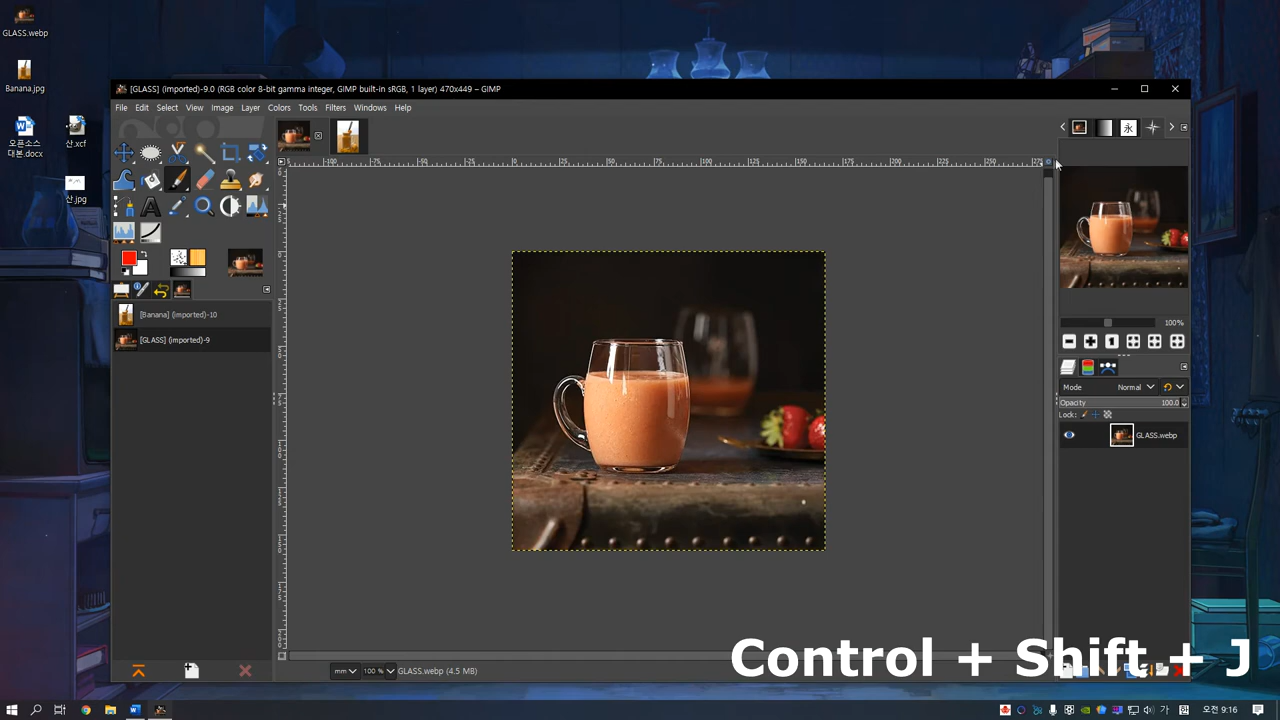 GLASS.webp
Banana.jpg
오픈소스
대본.docx
산.xcf
산.jpg
[GLASS] (imported)-9.0 (RGB color 8-bit gamma integer, GIMP built-in sRGB, 1 layer) 470x449 – GIMP
File Edit Select View Image Layer Colors Tools Filters Windows Help
[Banana] (imported)-10
[GLASS] (imported)-9
100%
Mode Normal
Opacity 100.0
Lock:
GLASS.webp
mm 100 % GLASS.webp (4.5 MB)
Control + Shift + J
오전 9:16